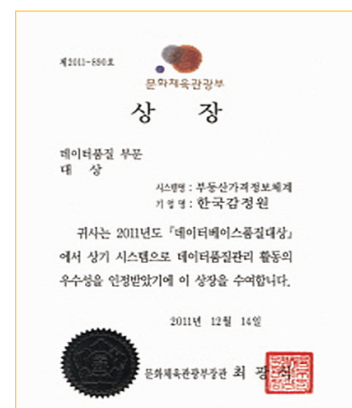 제2011-890호
문화체육관광부
상 장
데이터품질 부문
대 상
시스템명 : 부동산가격정보체계
기 업 명 : 한국감정원
귀사는 2011년도 『데이터베이스품질대상』
에서 상기 시스템으로 데이터품질관리 활동의
우수성을 인정받았기에 이 상장을 수여합니다.
2011년 12월 14일
문화체육관광부장관 최 광 식